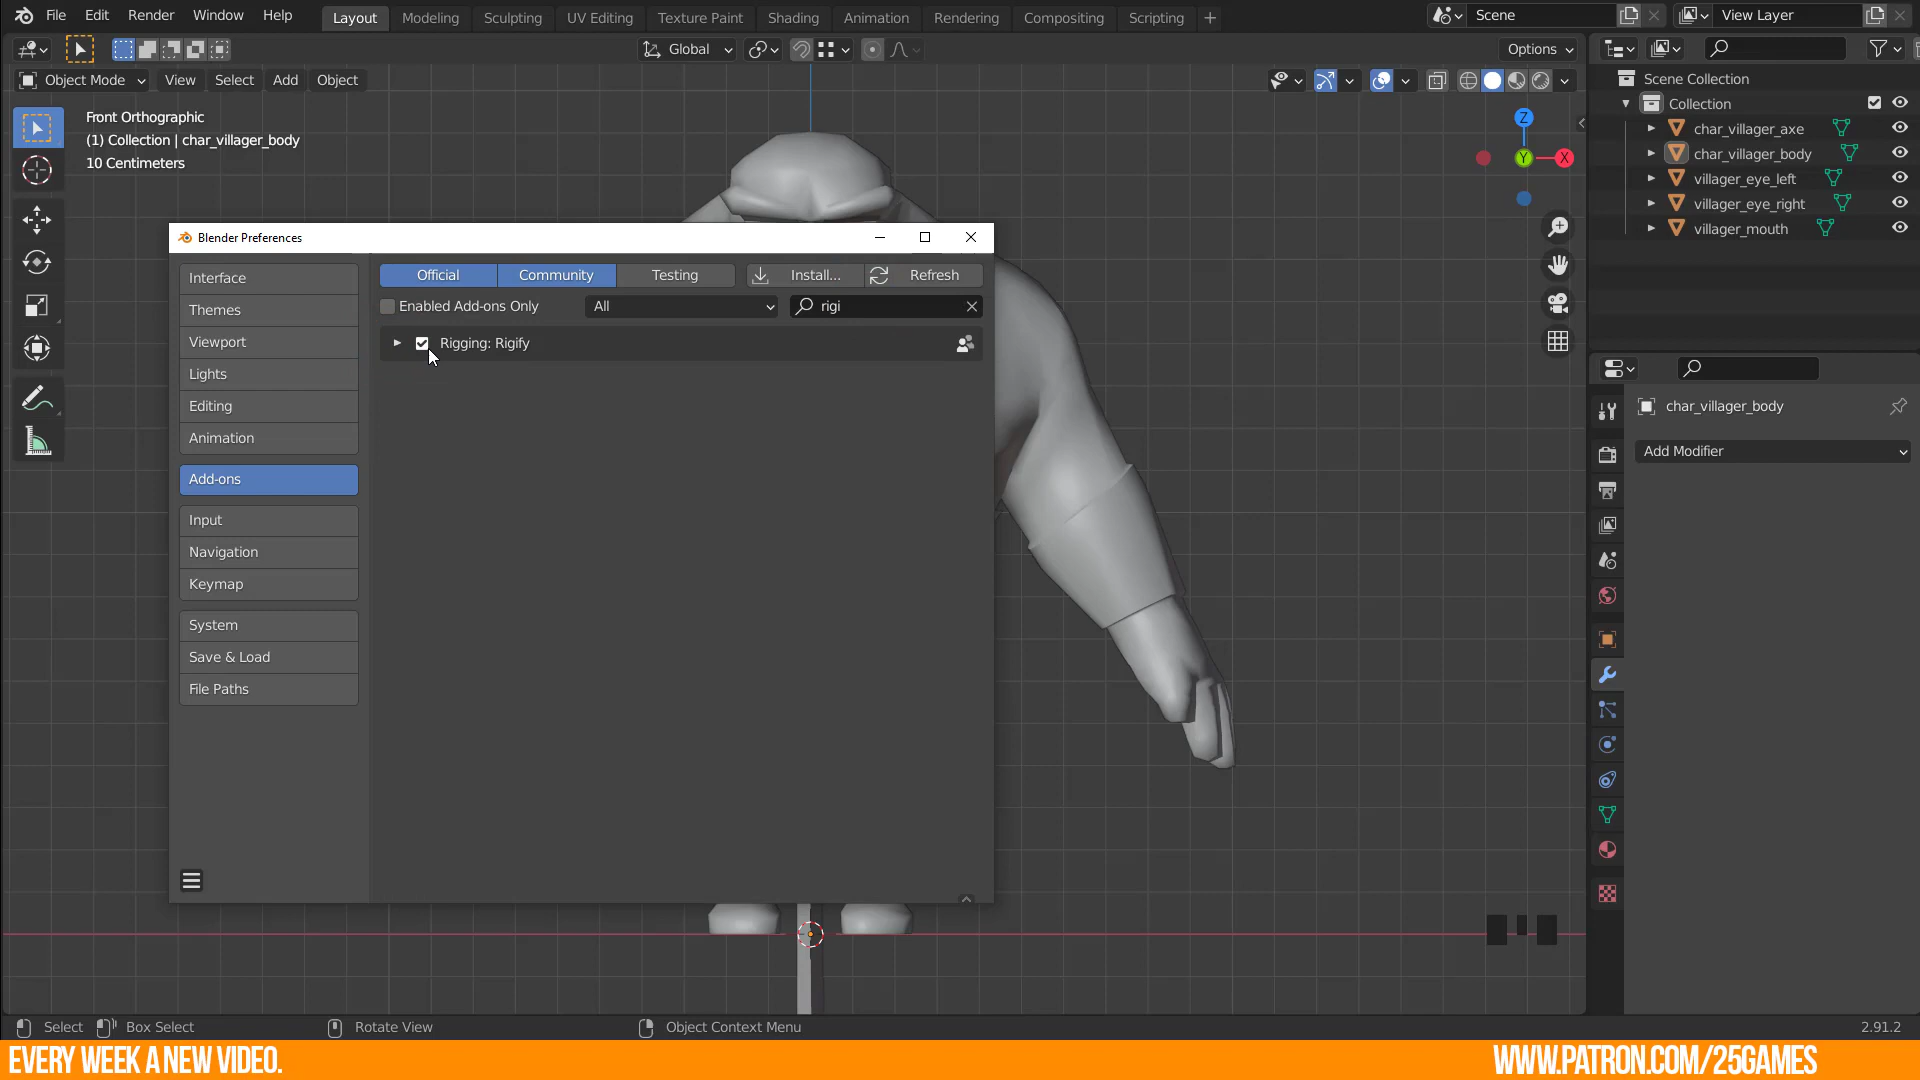 File Edit Render Window Help Layout Modeling Sculpting UV Editing Texture Paint Shading Animation Rendering Compositing Scripting + Scene View Layer
Global Options
Object Mode View Select Add Object
Front Orthographic
(1) Collection | char_villager_body
10 Centimeters
Z
Y
X
Scene Collection
Collection
char_villager_axe
char_villager_body
villager_eye_left
villager_eye_right
villager_mouth
char_villager_body
Add Modifier
Blender Preferences
Interface
Themes
Viewport
Lights
Editing
Animation
Add-ons
Input
Navigation
Keymap
System
Save & Load
File Paths
Official Community Testing Install... Refresh
Enabled Add-ons Only All rigi
Rigging: Rigify
Select Box Select Rotate View Object Context Menu 2.91.2
EVERY WEEK A NEW VIDEO. WWW.PATRON.COM/25GAMES